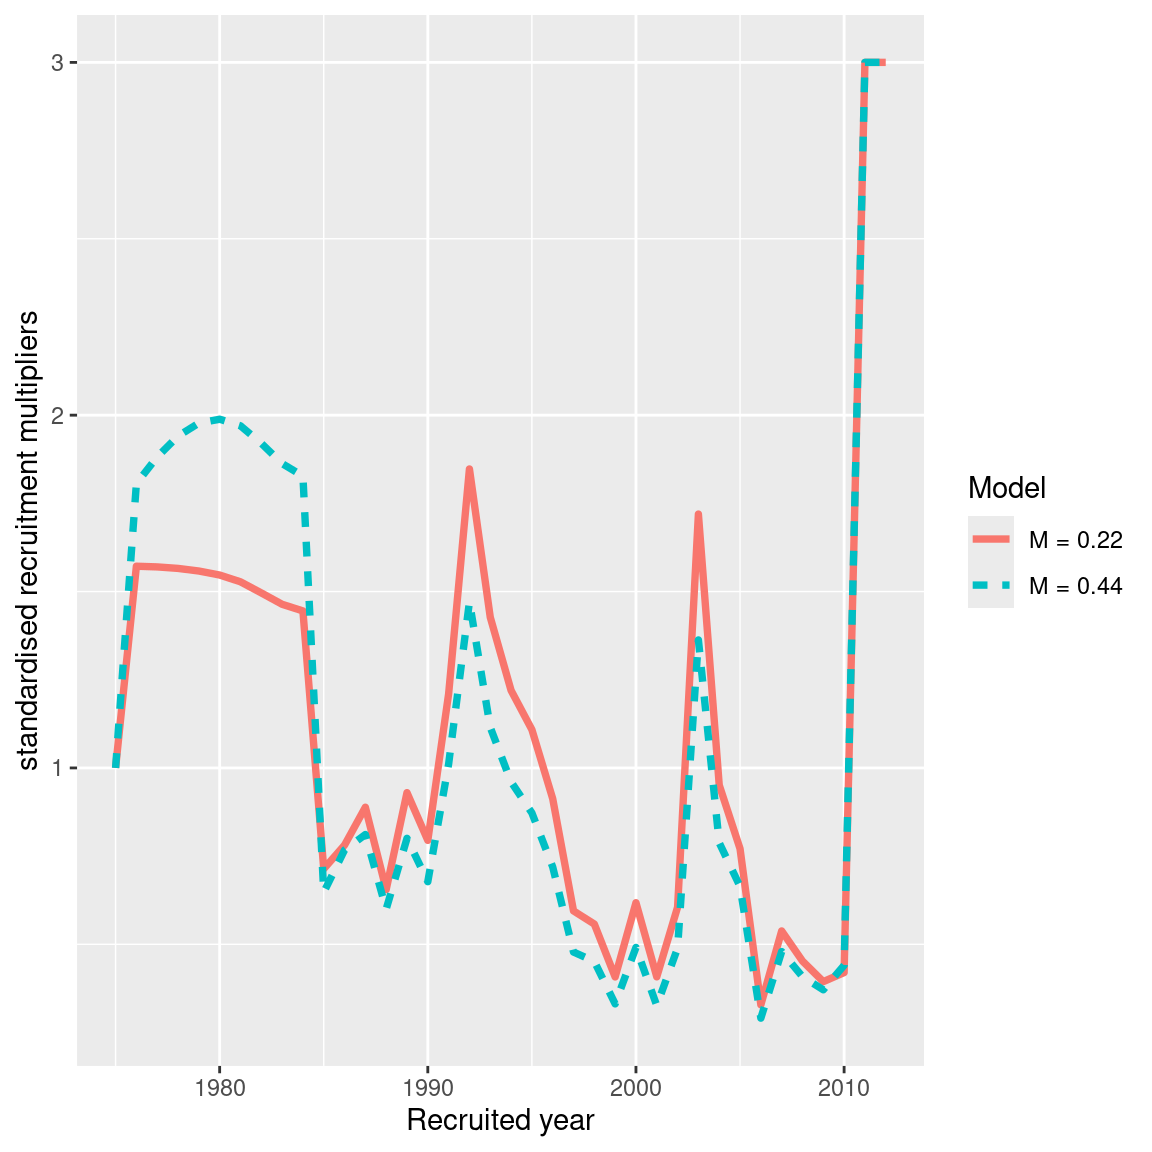 3
2
1
standardised recruitment multipliers
1980 1990 2000 2010
Recruited year
Model
M = 0.22
M = 0.44